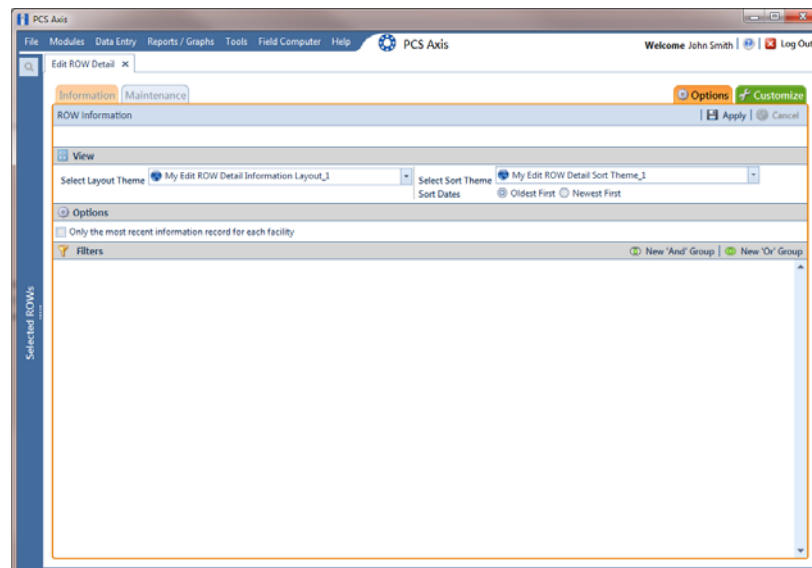 PCS Axis
File Modules Data Entry Reports / Graphs Tools Field Computer Help PCS Axis Welcome John Smith | | Log Out
Edit ROW Detail ×
Information Maintenance Options Customize
ROW Information | Apply | Cancel
View
Select Layout Theme My Edit ROW Detail Information Layout_1 Select Sort Theme My Edit ROW Detail Sort Theme_1
Sort Dates Oldest First Newest First
Options
Only the most recent information record for each facility
Filters New 'And' Group | New 'Or' Group
Selected ROWs